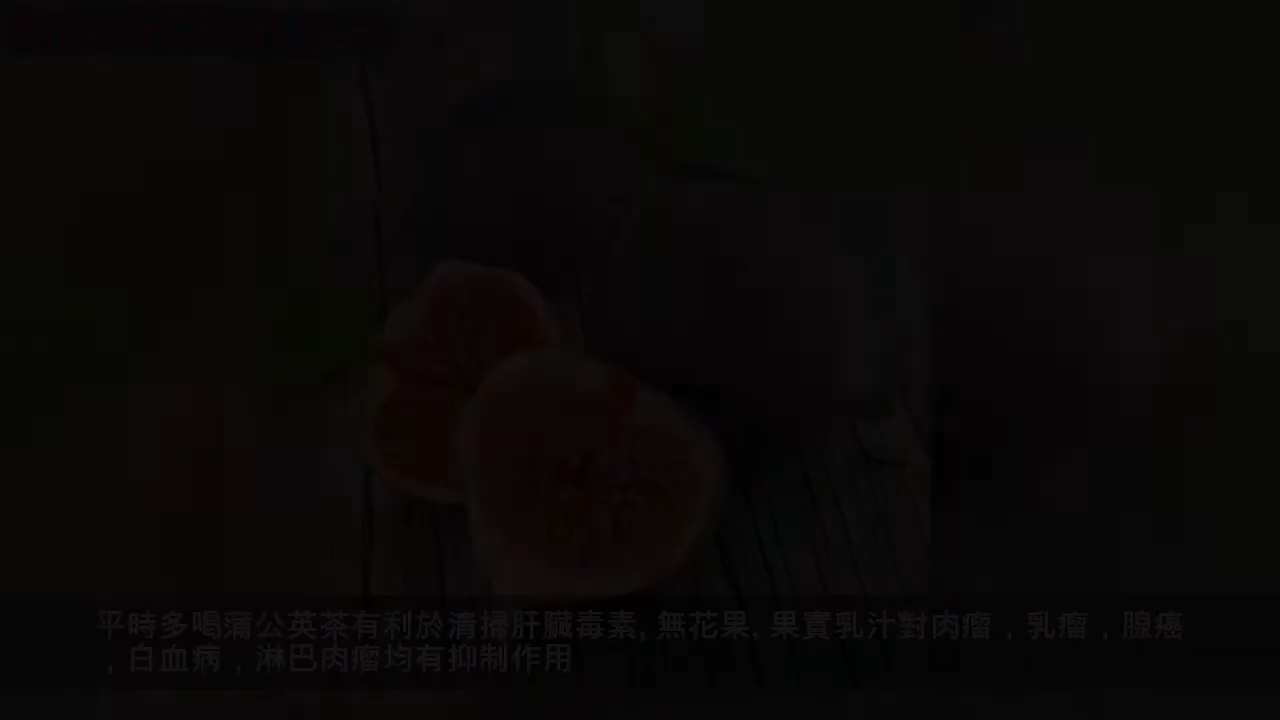 平時多喝蒲公英茶有利於清掃肝臟毒素, 無花果, 果實乳汁對肉瘤，乳瘤，腺癌
，白血病，淋巴肉瘤均有抑制作用